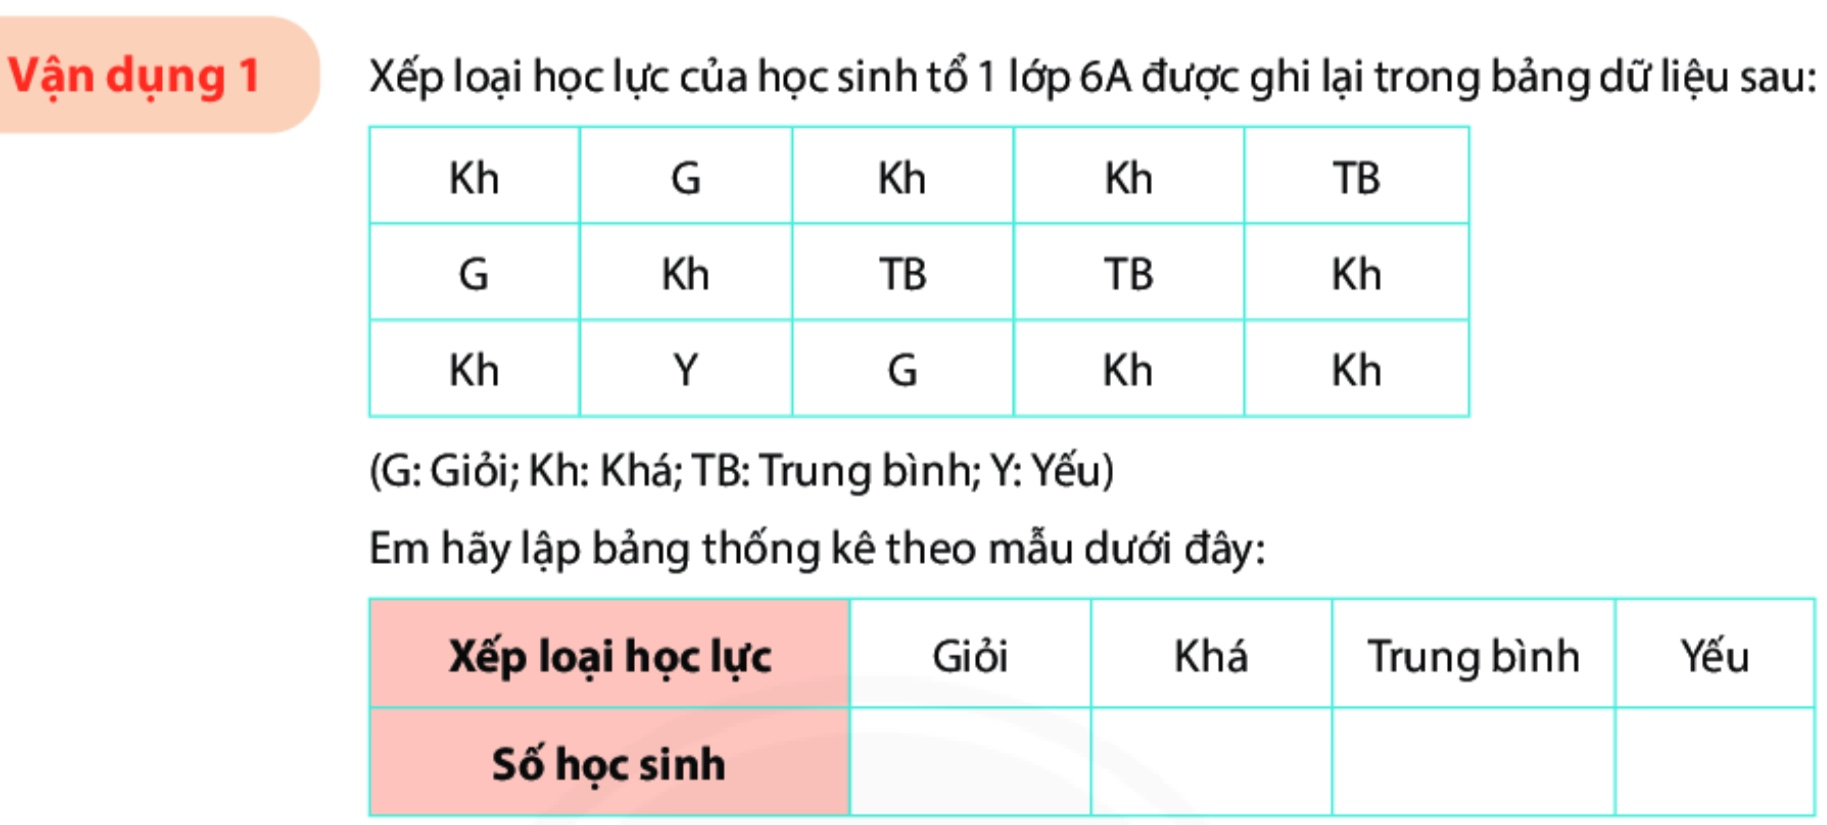 Vận dụng 1
Xếp loại học lực của học sinh tổ 1 lớp 6A được ghi lại trong bảng dữ liệu sau:
Kh G Kh Kh TB
G Kh TB TB Kh
Kh Y G Kh Kh
(G: Giỏi; Kh: Khá; TB: Trung bình; Y: Yếu)
Em hãy lập bảng thống kê theo mẫu dưới đây:
Xếp loại học lực Giỏi Khá Trung bình Yếu
Số học sinh